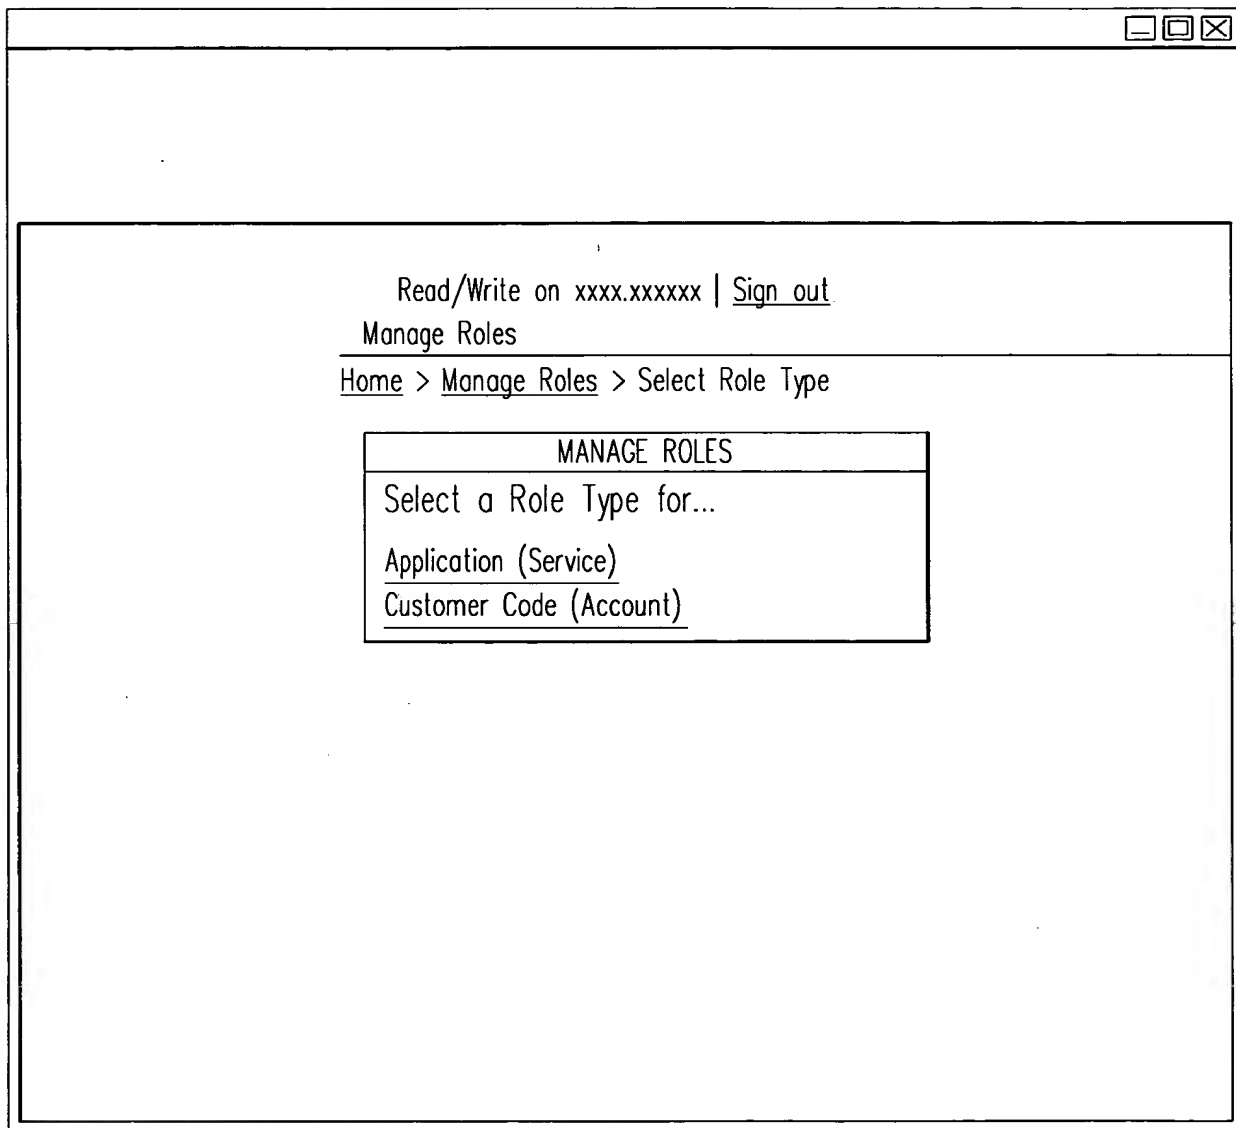 Read/Write on xxxx.xxxxxx | Sign out
Manage Roles
Home > Manage Roles > Select Role Type
MANAGE ROLES
Select a Role Type for...
Application (Service)
Customer Code (Account)